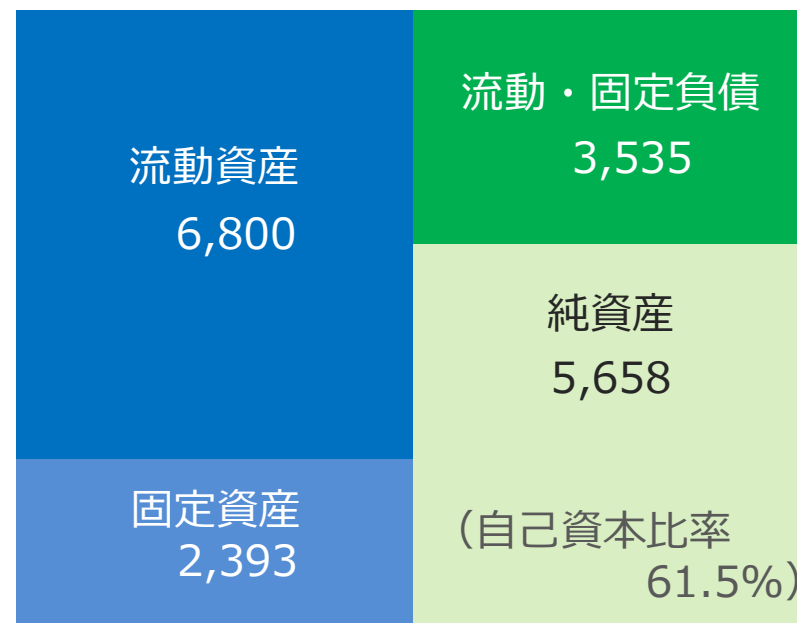 流動資産
6,800
固定資産
2,393
流動・固定負債
3,535
純資産
5,658
（自己資本比率
61.5%）